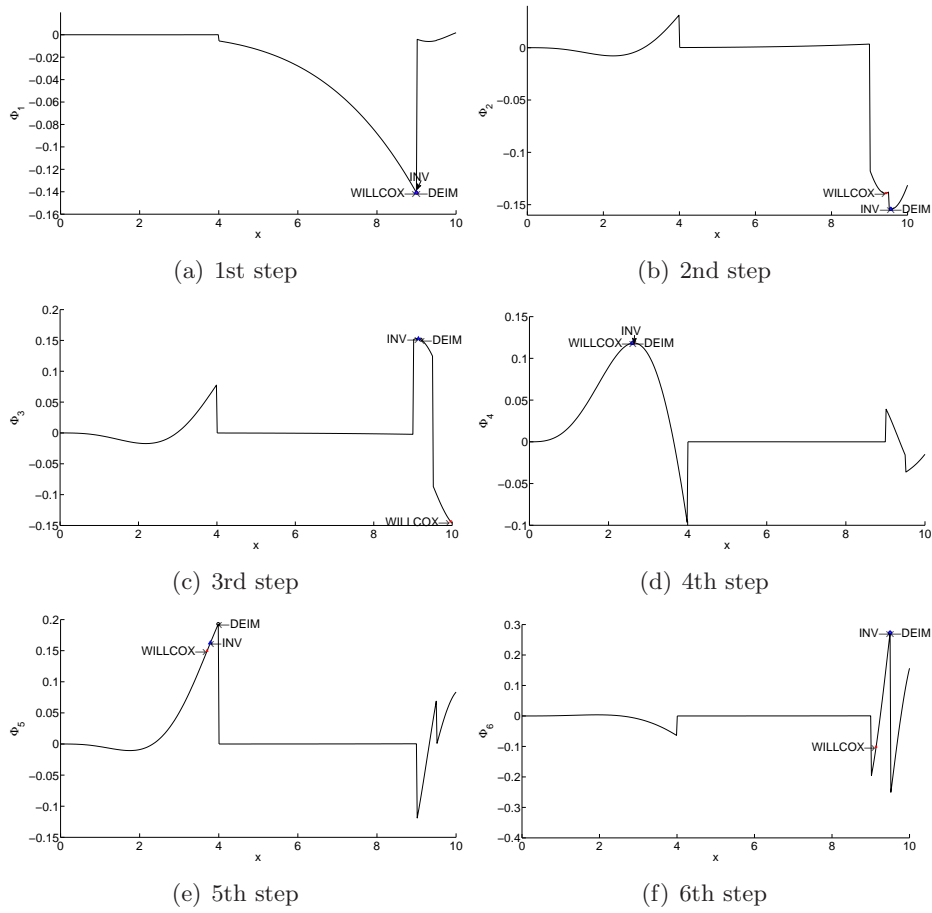 0
−0.02
−0.04
−0.06
−0.08
−0.1
−0.12
−0.14
−0.16
Φ1
INV
WILLCOX
DEIM
0 2 4 6 8 10
x
(a) 1st step
0
−0.05
−0.1
−0.15
Φ2
WILLCOX
INV
DEIM
0 2 4 6 8 10
x
(b) 2nd step
0.2
0.15
0.1
0.05
0
−0.05
−0.1
−0.15
Φ3
INV
DEIM
WILLCOX
0 2 4 6 8 10
x
(c) 3rd step
0.15
0.1
0.05
0
−0.05
−0.1
Φ4
INV
WILLCOX
DEIM
0 2 4 6 8 10
x
(d) 4th step
0.2
0.15
0.1
0.05
0
−0.05
−0.1
−0.15
Φ5
DEIM
INV
WILLCOX
0 2 4 6 8 10
x
(e) 5th step
0.3
0.2
0.1
0
−0.1
−0.2
−0.3
−0.4
Φ6
INV
DEIM
WILLCOX
0 2 4 6 8 10
x
(f) 6th step